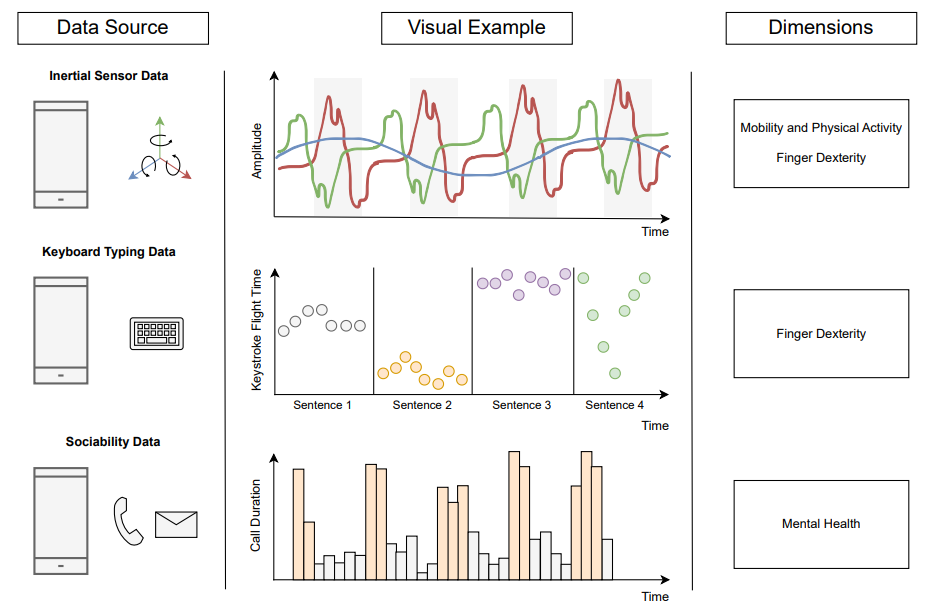 Data Source
Visual Example
Dimensions
Inertial Sensor Data
Amplitude
Time
Mobility and Physical Activity
Finger Dexterity
Keyboard Typing Data
Keystroke Flight Time
Sentence 1
Sentence 2
Sentence 3
Sentence 4
Time
Finger Dexterity
Sociability Data
Call Duration
Time
Mental Health